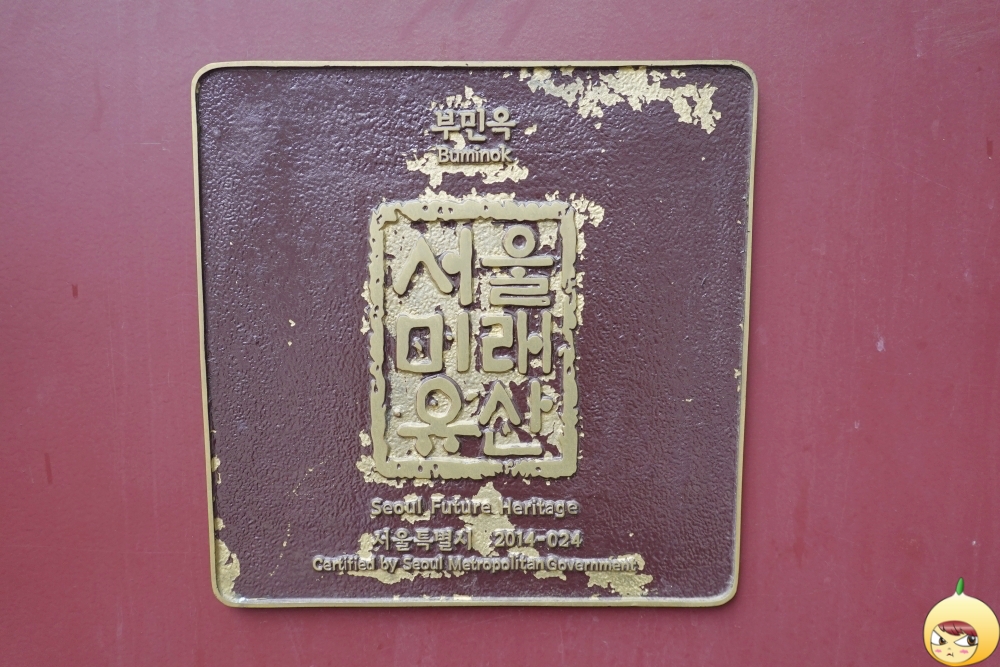 부민옥
Buminok
서울
미래
유산
Seoul Future Heritage
서울특별시 2014-024
Certified by Seoul Metropolitan Government